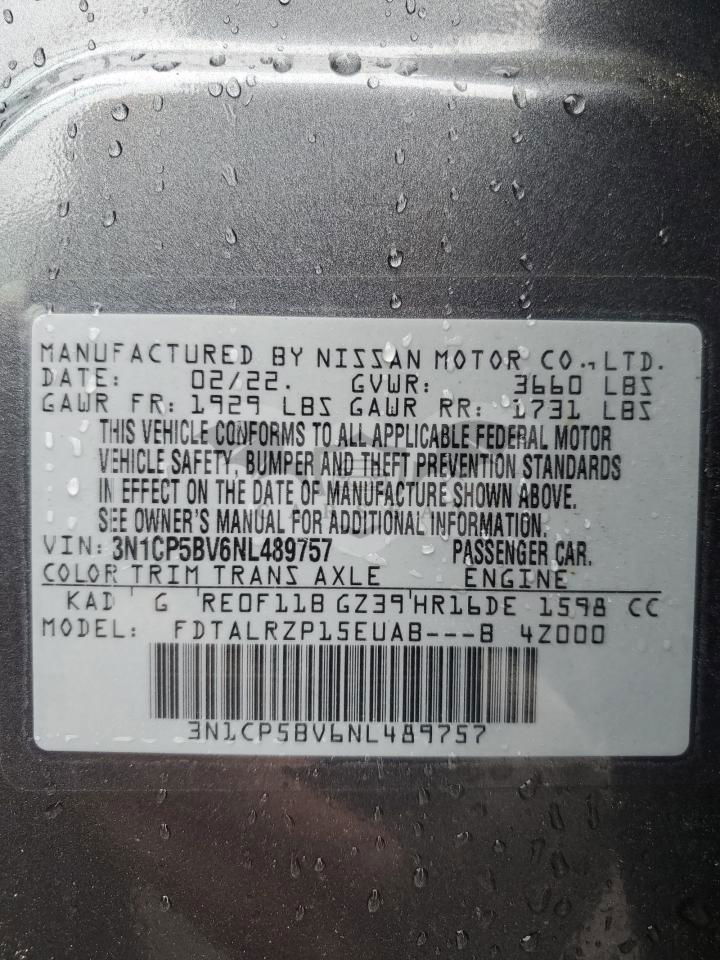 MANUFACTURED BY NISSAN MOTOR CO.,LTD.
DATE: 02/22. GVWR: 3660 LBS
GAWR FR: 1929 LBS GAWR RR: 1731 LBS
THIS VEHICLE CONFORMS TO ALL APPLICABLE FEDERAL MOTOR
VEHICLE SAFETY, BUMPER AND THEFT PREVENTION STANDARDS
IN EFFECT ON THE DATE OF MANUFACTURE SHOWN ABOVE.
SEE OWNER'S MANUAL FOR ADDITIONAL INFORMATION.
VIN: 3N1CP5BV6NL489757 PASSENGER CAR.
COLOR TRIM TRANS AXLE ENGINE
KAD G RE0F11B GZ39 HR16DE 1598 CC
MODEL: FDTALRZP15EUAB---B 4Z000
3N1CP5BV6NL489757